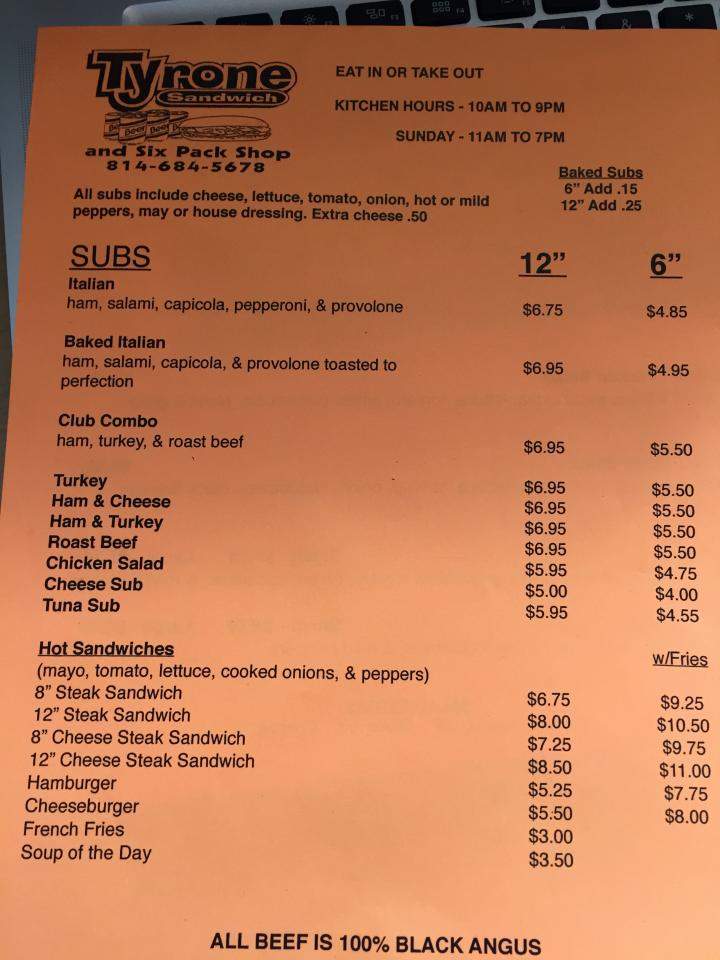 Tyrone
Sandwich
Beer Beer Beer
and Six Pack Shop
814-684-5678
EAT IN OR TAKE OUT
KITCHEN HOURS - 10AM TO 9PM
SUNDAY - 11AM TO 7PM
Baked Subs
6” Add .15
12” Add .25
All subs include cheese, lettuce, tomato, onion, hot or mild
peppers, may or house dressing. Extra cheese .50
SUBS 12” 6”
Italian
ham, salami, capicola, pepperoni, & provolone $6.75 $4.85
Baked Italian
ham, salami, capicola, & provolone toasted to $6.95 $4.95
perfection
Club Combo
ham, turkey, & roast beef $6.95 $5.50
Turkey $6.95 $5.50
Ham & Cheese $6.95 $5.50
Ham & Turkey $6.95 $5.50
Roast Beef $6.95 $5.50
Chicken Salad $5.95 $4.75
Cheese Sub $5.00 $4.00
Tuna Sub $5.95 $4.55
Hot Sandwiches w/Fries
(mayo, tomato, lettuce, cooked onions, & peppers)
8” Steak Sandwich $6.75 $9.25
12” Steak Sandwich $8.00 $10.50
8” Cheese Steak Sandwich $7.25 $9.75
12” Cheese Steak Sandwich $8.50 $11.00
Hamburger $5.25 $7.75
Cheeseburger $5.50 $8.00
French Fries $3.00
Soup of the Day $3.50
ALL BEEF IS 100% BLACK ANGUS